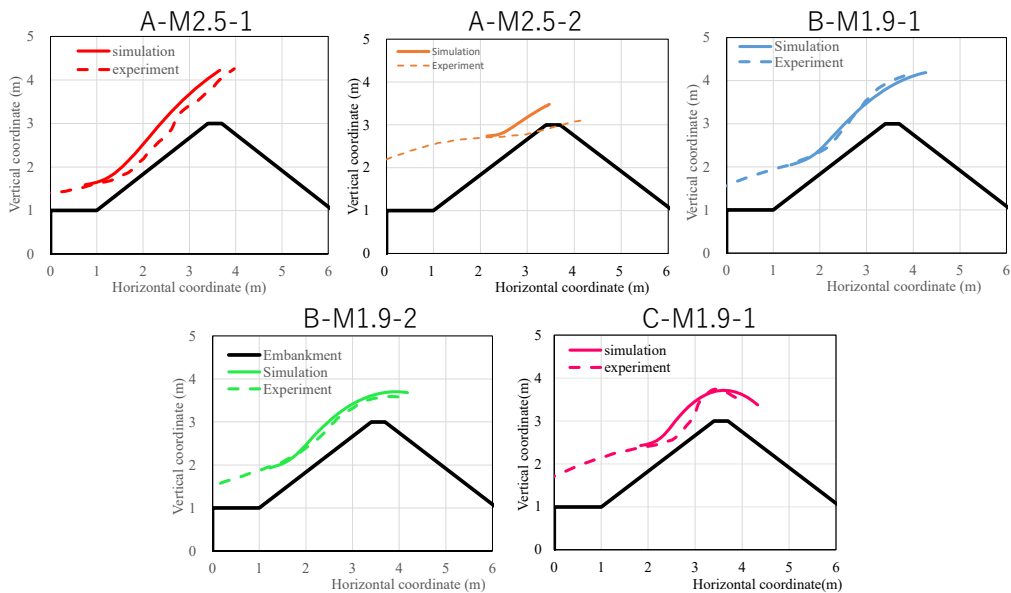 A-M2.5-1
simulation
experiment
Vertical coordinate (m)
5
4
3
2
1
0
0 1 2 3 4 5 6
Horizontal coordinate (m)
A-M2.5-2
Simulation
Experiment
Vertical coordinate (m)
5
4
3
2
1
0
0 1 2 3 4 5 6
Horizontal coordinate (m)
B-M1.9-1
Simulation
Experiment
Vertical coordinate (m)
5
4
3
2
1
0
0 1 2 3 4 5 6
Horizontal coordinate (m)
B-M1.9-2
Embankment
Simulation
Experiment
Vertical coordinate (m)
5
4
3
2
1
0
0 1 2 3 4 5 6
Horizontal coordinate (m)
C-M1.9-1
simulation
experiment
Vertical coordinate(m)
5
4
3
2
1
0
0 1 2 3 4 5 6
Horizontal coordinate(m)